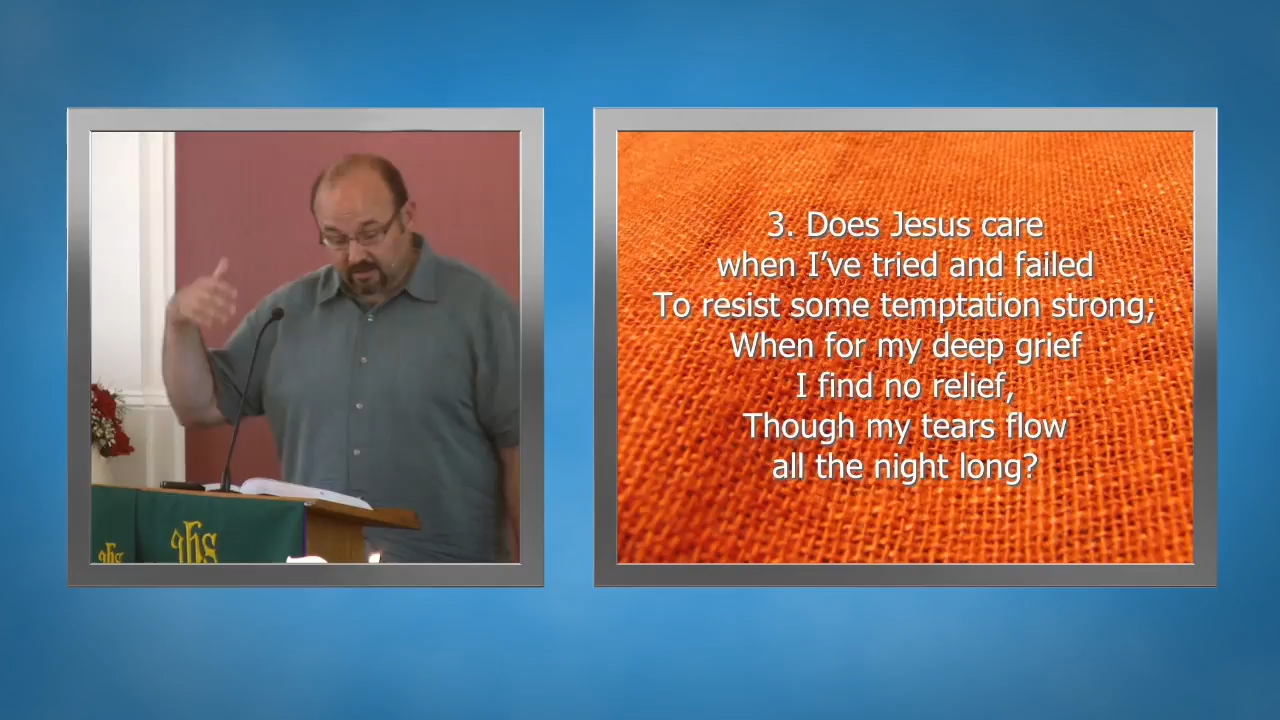 3. Does Jesus care
when I've tried and failed
To resist some temptation strong;
When for my deep grief
I find no relief,
Though my tears flow
all the night long?
ihs
ihs